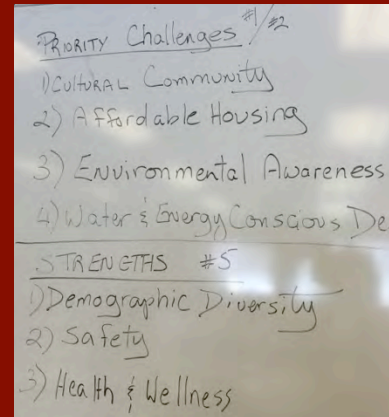 PRIORITY Challenges #1/#2
1) CULTURAL Community
2) Affordable Housing
3) Environmental Awareness
4) Water & Energy Conscious De
STRENGTHS #5
1) Demographic Diversity
2) Safety
3) Health & Wellness